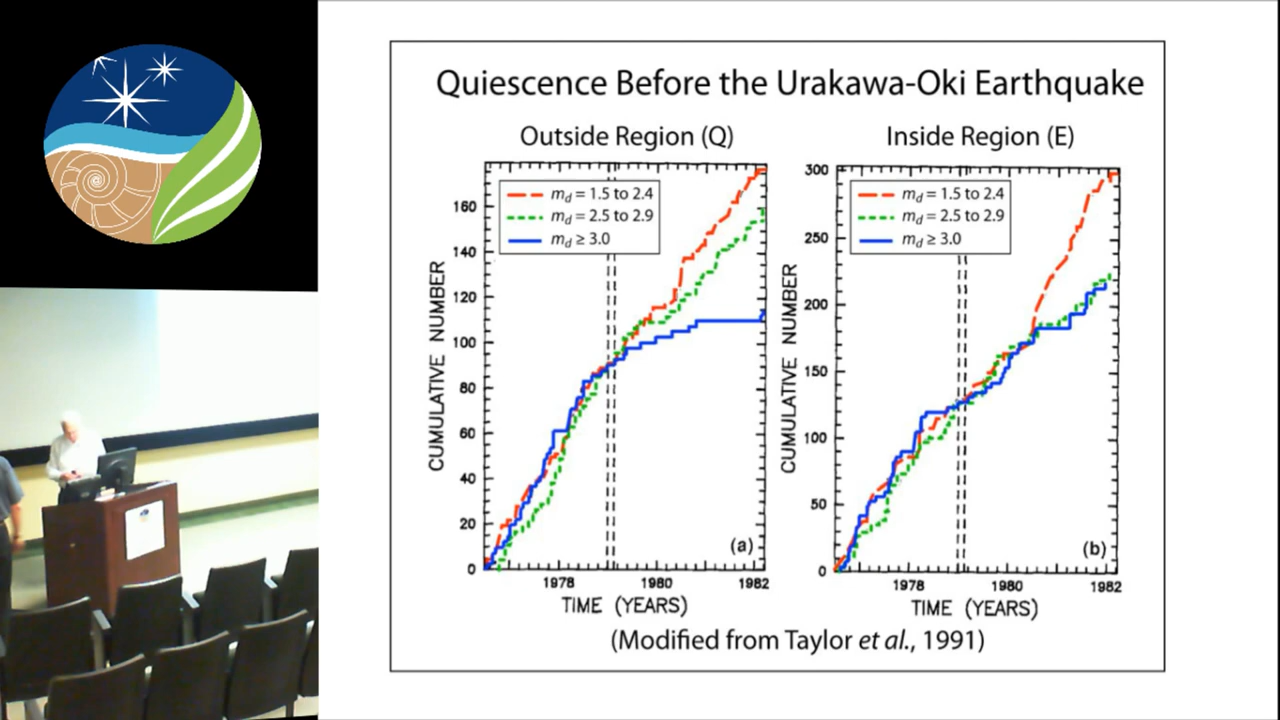 Quiescence Before the Urakawa-Oki Earthquake
Outside Region (Q)
m_d = 1.5 to 2.4
m_d = 2.5 to 2.9
m_d ≥ 3.0
CUMULATIVE NUMBER
160
140
120
100
80
60
40
20
0
(a)
1978 1980 1982
TIME (YEARS)
Inside Region (E)
m_d = 1.5 to 2.4
m_d = 2.5 to 2.9
m_d ≥ 3.0
CUMULATIVE NUMBER
300
250
200
150
100
50
0
(b)
1978 1980 1982
TIME (YEARS)
(Modified from Taylor et al., 1991)